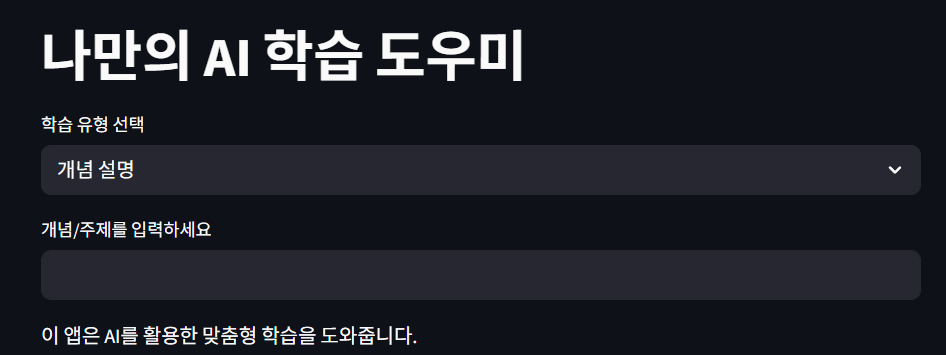 나만의 AI 학습 도우미
학습 유형 선택
개념 설명
개념/주제를 입력하세요
이 앱은 AI를 활용한 맞춤형 학습을 도와줍니다.